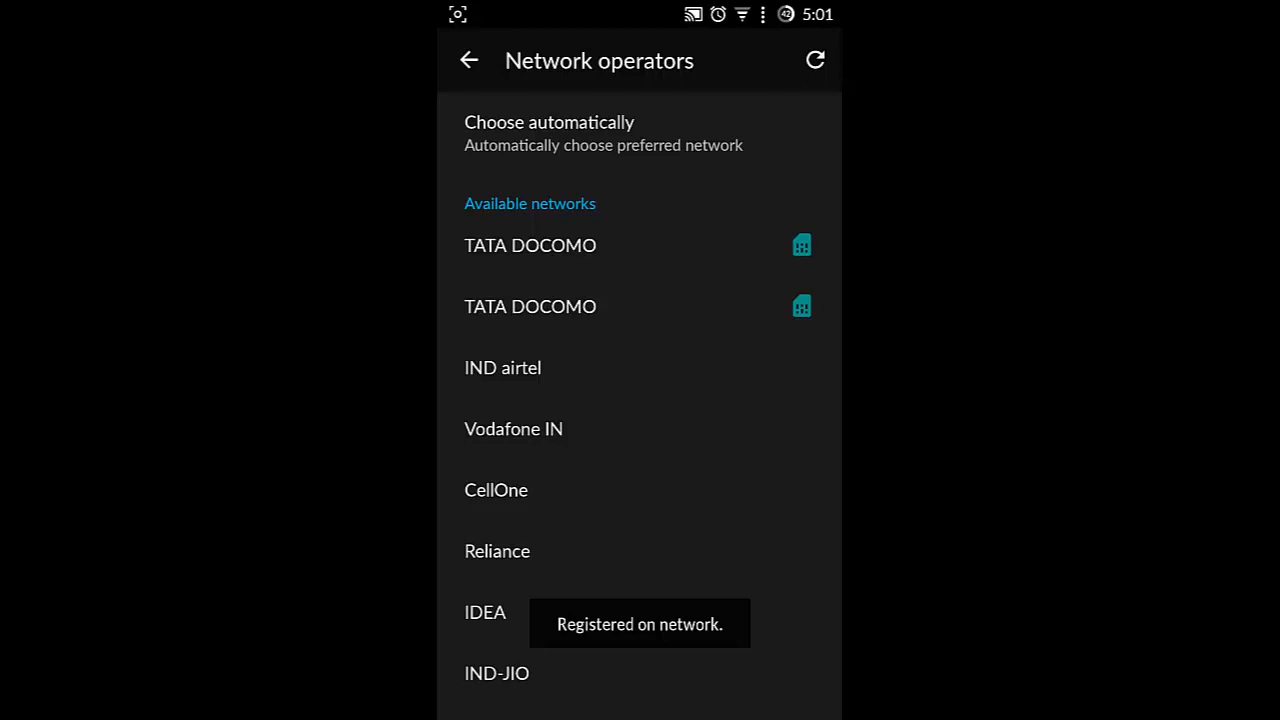 42 5:01
Network operators
Choose automatically
Automatically choose preferred network
Available networks
TATA DOCOMO
TATA DOCOMO
IND airtel
Vodafone IN
CellOne
Reliance
IDEA
Registered on network.
IND-JIO